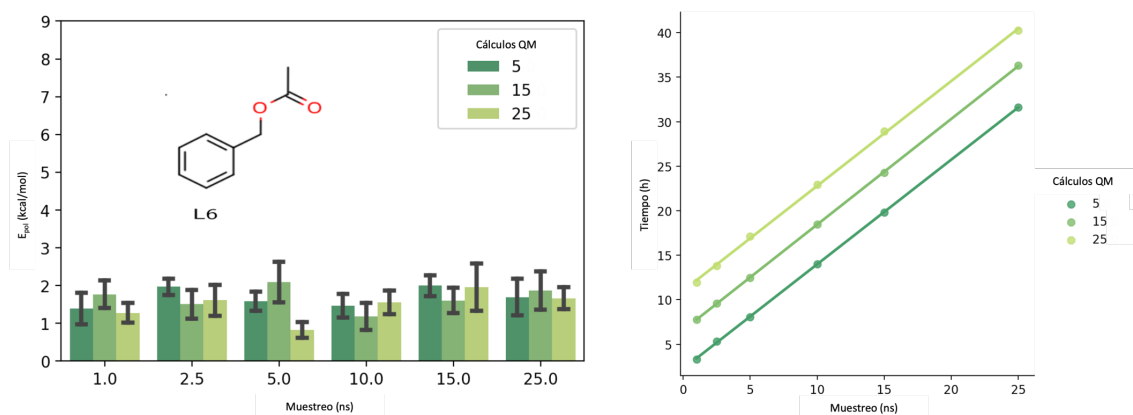 9
8
7
6
5
4
3
2
1
0
E_pol (kcal/mol)
Cálculos QM
5
15
25
O
O
L6
1.0 2.5 5.0 10.0 15.0 25.0
Muestreo (ns)
40
35
30
25
20
15
10
5
Tiempo (h)
0 5 10 15 20 25
Muestreo (ns)
Cálculos QM
5
15
25